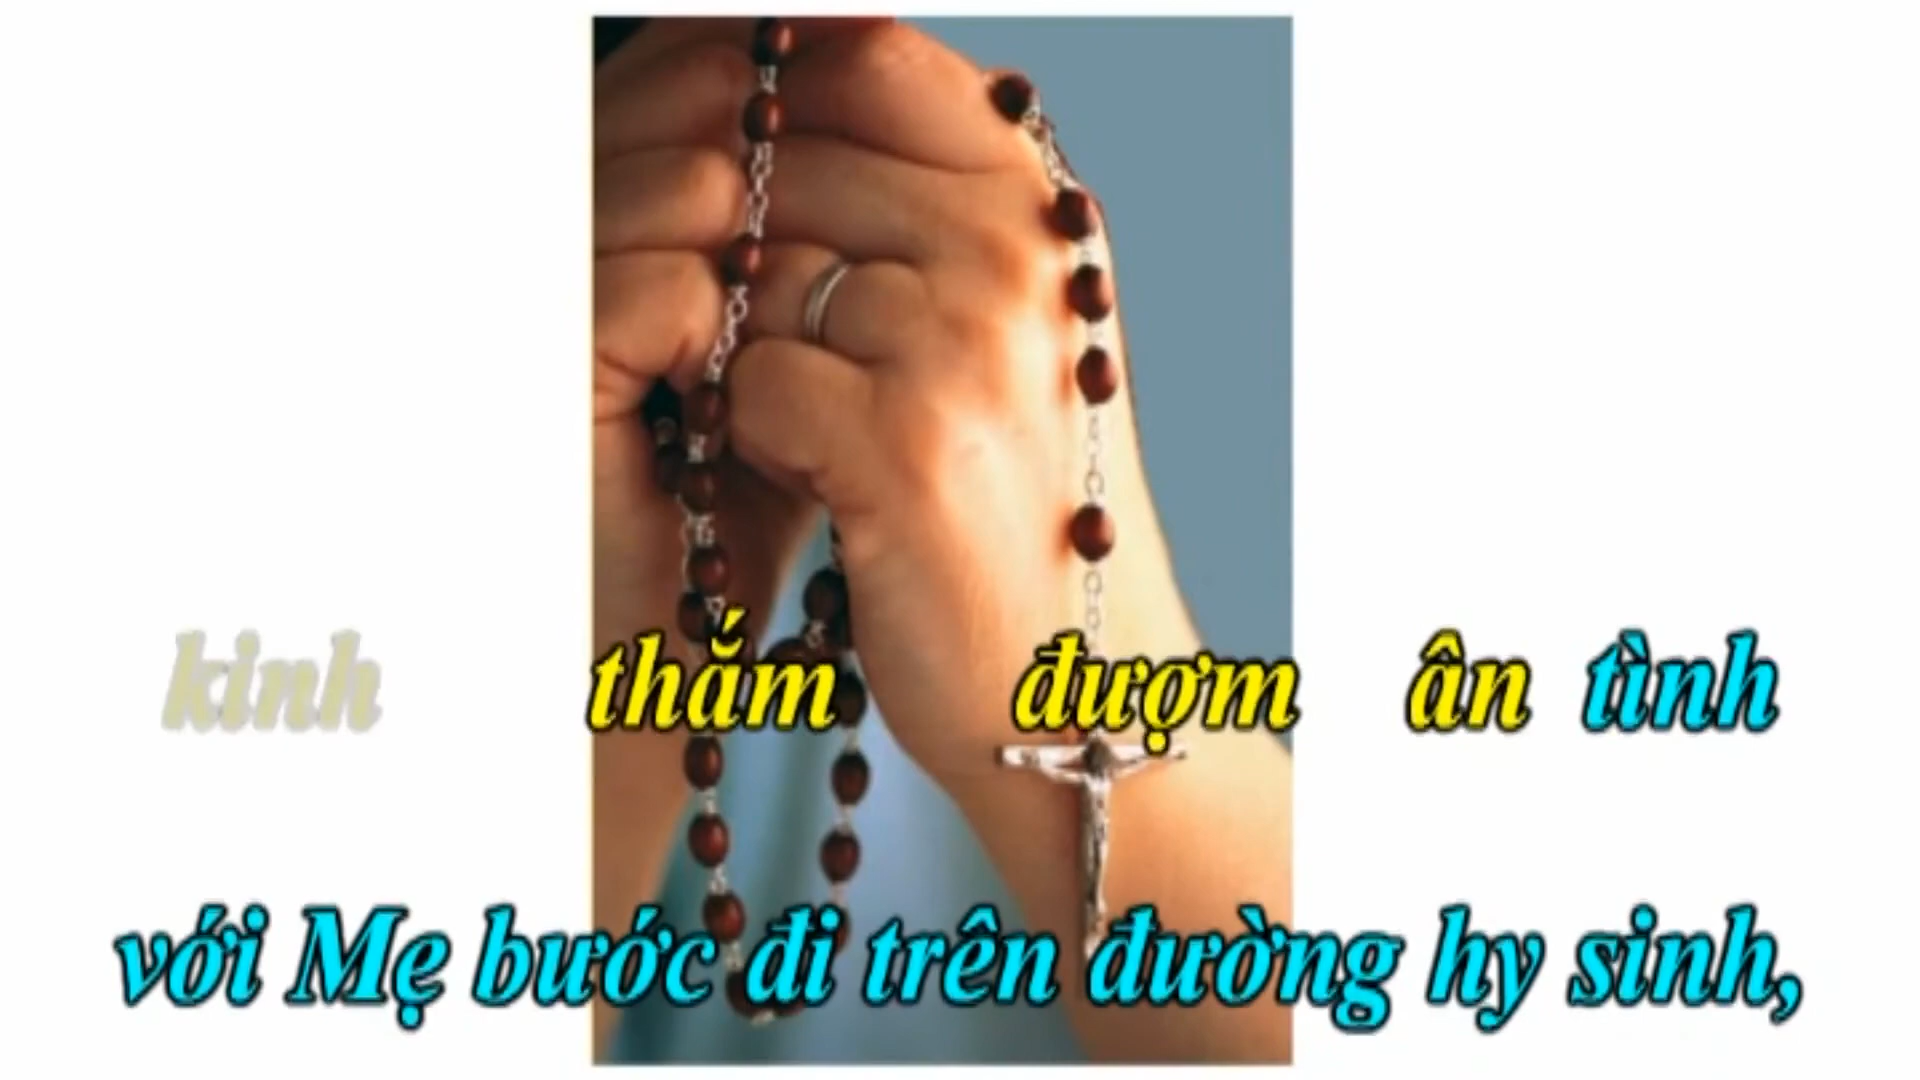 kinh thắm đượm ân tình
với Mẹ bước đi trên đường hy sinh,